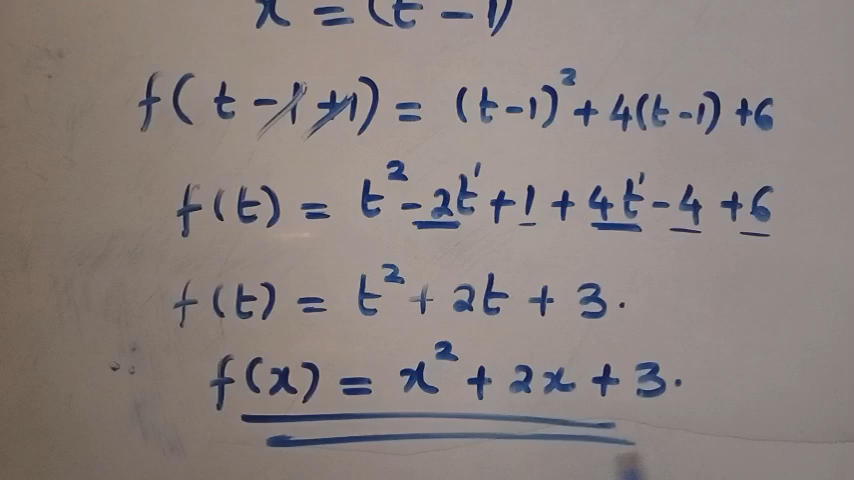 x = (t - 1)
f(t - 1 + 1) = (t-1)² + 4(t-1) + 6
f(t) = t² - 2t' + 1 + 4t' - 4 + 6
f(t) = t² + 2t + 3.
∴ f(x) = x² + 2x + 3.